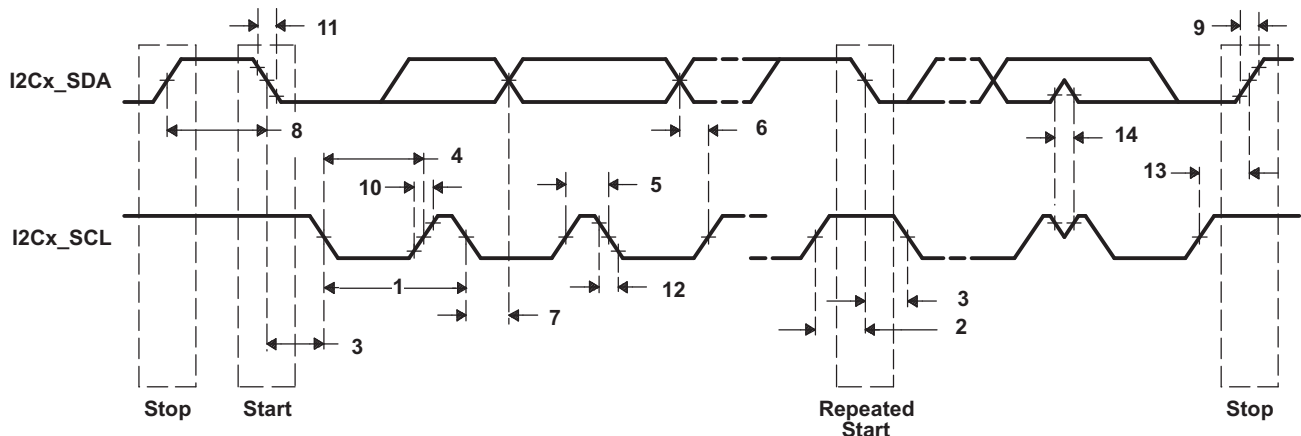 11
9
I2Cx_SDA
8
6
4
14
10
5
13
I2Cx_SCL
1
12
3
7
2
3
Stop
Start
Repeated
Start
Stop